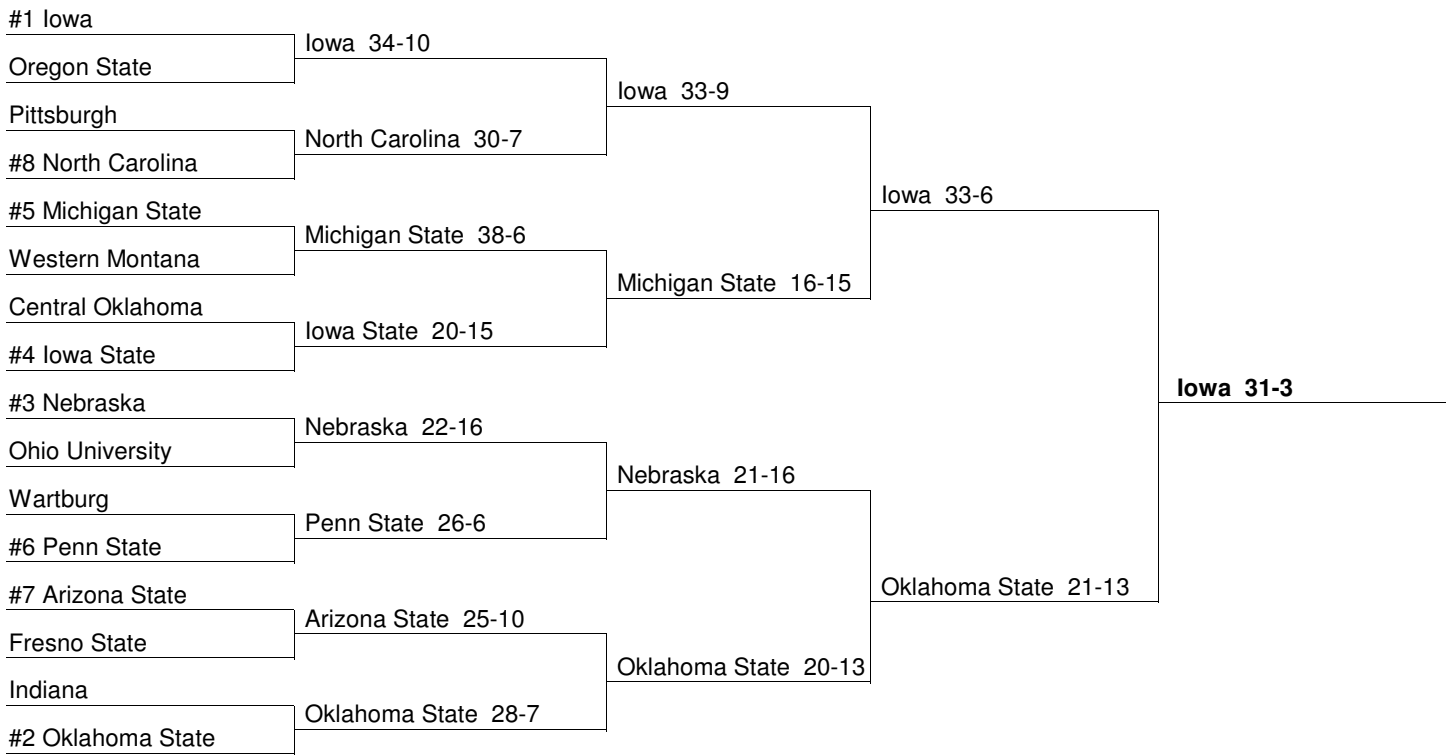 #1 Iowa
Oregon State
Pittsburgh
#8 North Carolina
#5 Michigan State
Western Montana
Central Oklahoma
#4 Iowa State
#3 Nebraska
Ohio University
Wartburg
#6 Penn State
#7 Arizona State
Fresno State
Indiana
#2 Oklahoma State
Iowa 34-10
North Carolina 30-7
Michigan State 38-6
Iowa State 20-15
Nebraska 22-16
Penn State 26-6
Arizona State 25-10
Oklahoma State 28-7
Iowa 33-9
Michigan State 16-15
Nebraska 21-16
Oklahoma State 20-13
Iowa 33-6
Oklahoma State 21-13
Iowa 31-3